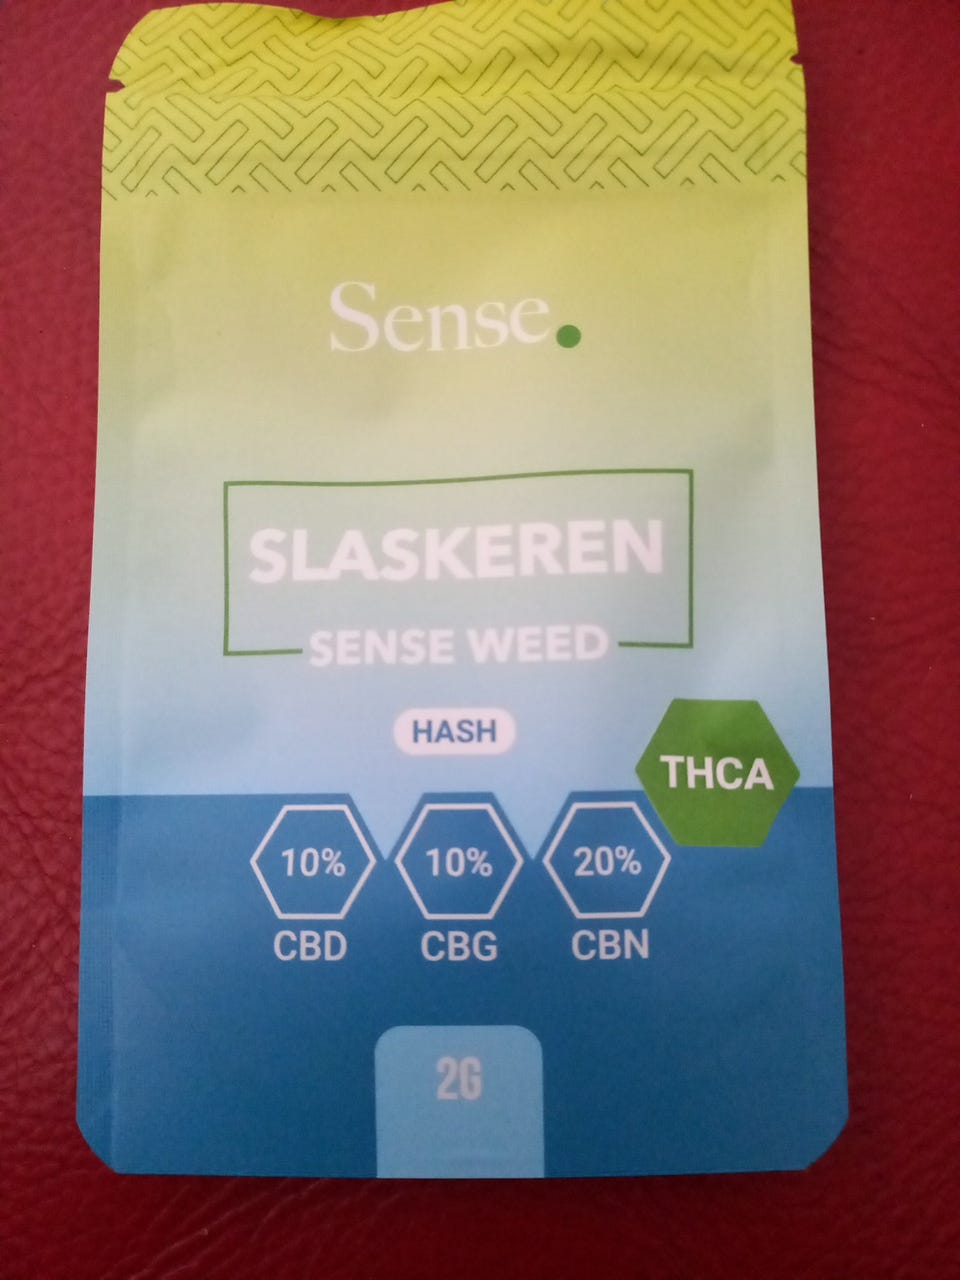 Sense.
SLASKEREN
SENSE WEED
HASH
THCA
10% 10% 20%
CBD CBG CBN
2G